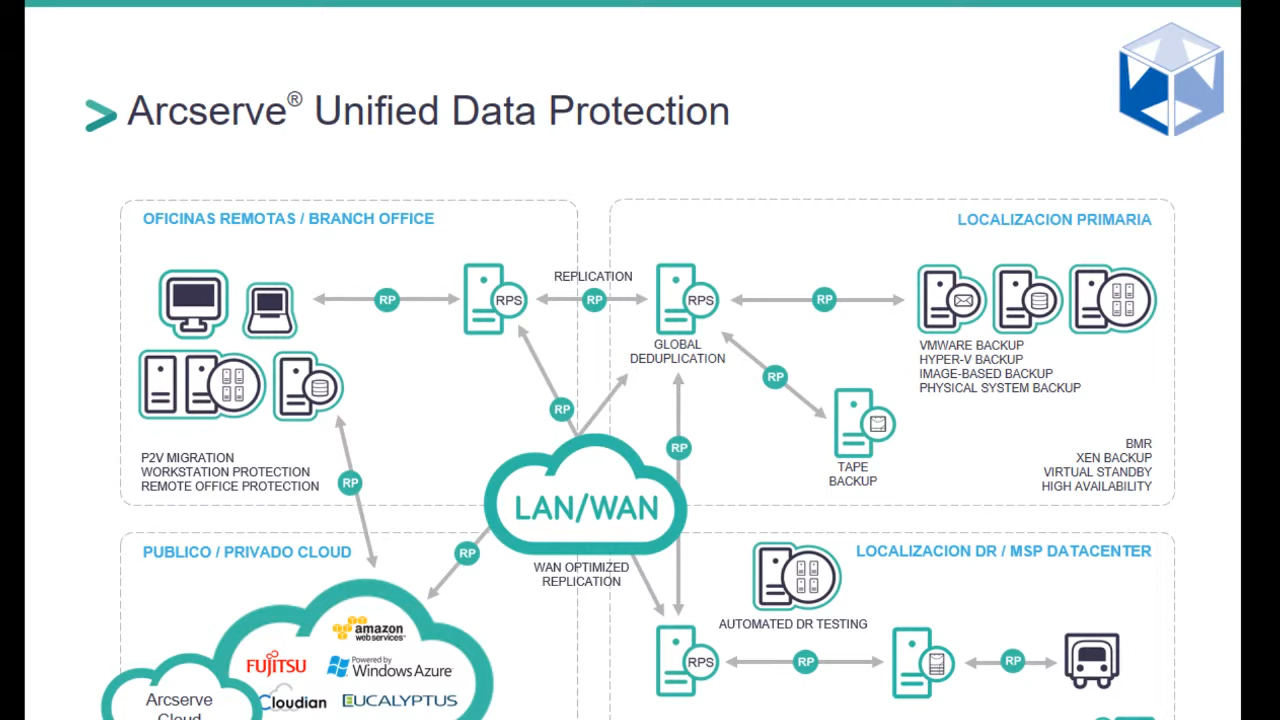 Arcserve® Unified Data Protection
OFICINAS REMOTAS / BRANCH OFFICE
LOCALIZACION PRIMARIA
REPLICATION
RP
RPS
RP
RPS
RP
GLOBAL
DEDUPLICATION
VMWARE BACKUP
HYPER-V BACKUP
IMAGE-BASED BACKUP
PHYSICAL SYSTEM BACKUP
RP
RP
TAPE
BACKUP
BMR
XEN BACKUP
VIRTUAL STANDBY
HIGH AVAILABILITY
P2V MIGRATION
WORKSTATION PROTECTION
REMOTE OFFICE PROTECTION
RP
RP
LAN/WAN
PUBLICO / PRIVADO CLOUD
RP
WAN OPTIMIZED
REPLICATION
LOCALIZACION DR / MSP DATACENTER
AUTOMATED DR TESTING
RPS
RP
RP
amazon
web services™
FUJITSU
Powered by
Windows Azure™
Cloudian
EUCALYPTUS
Arcserve
Cloud